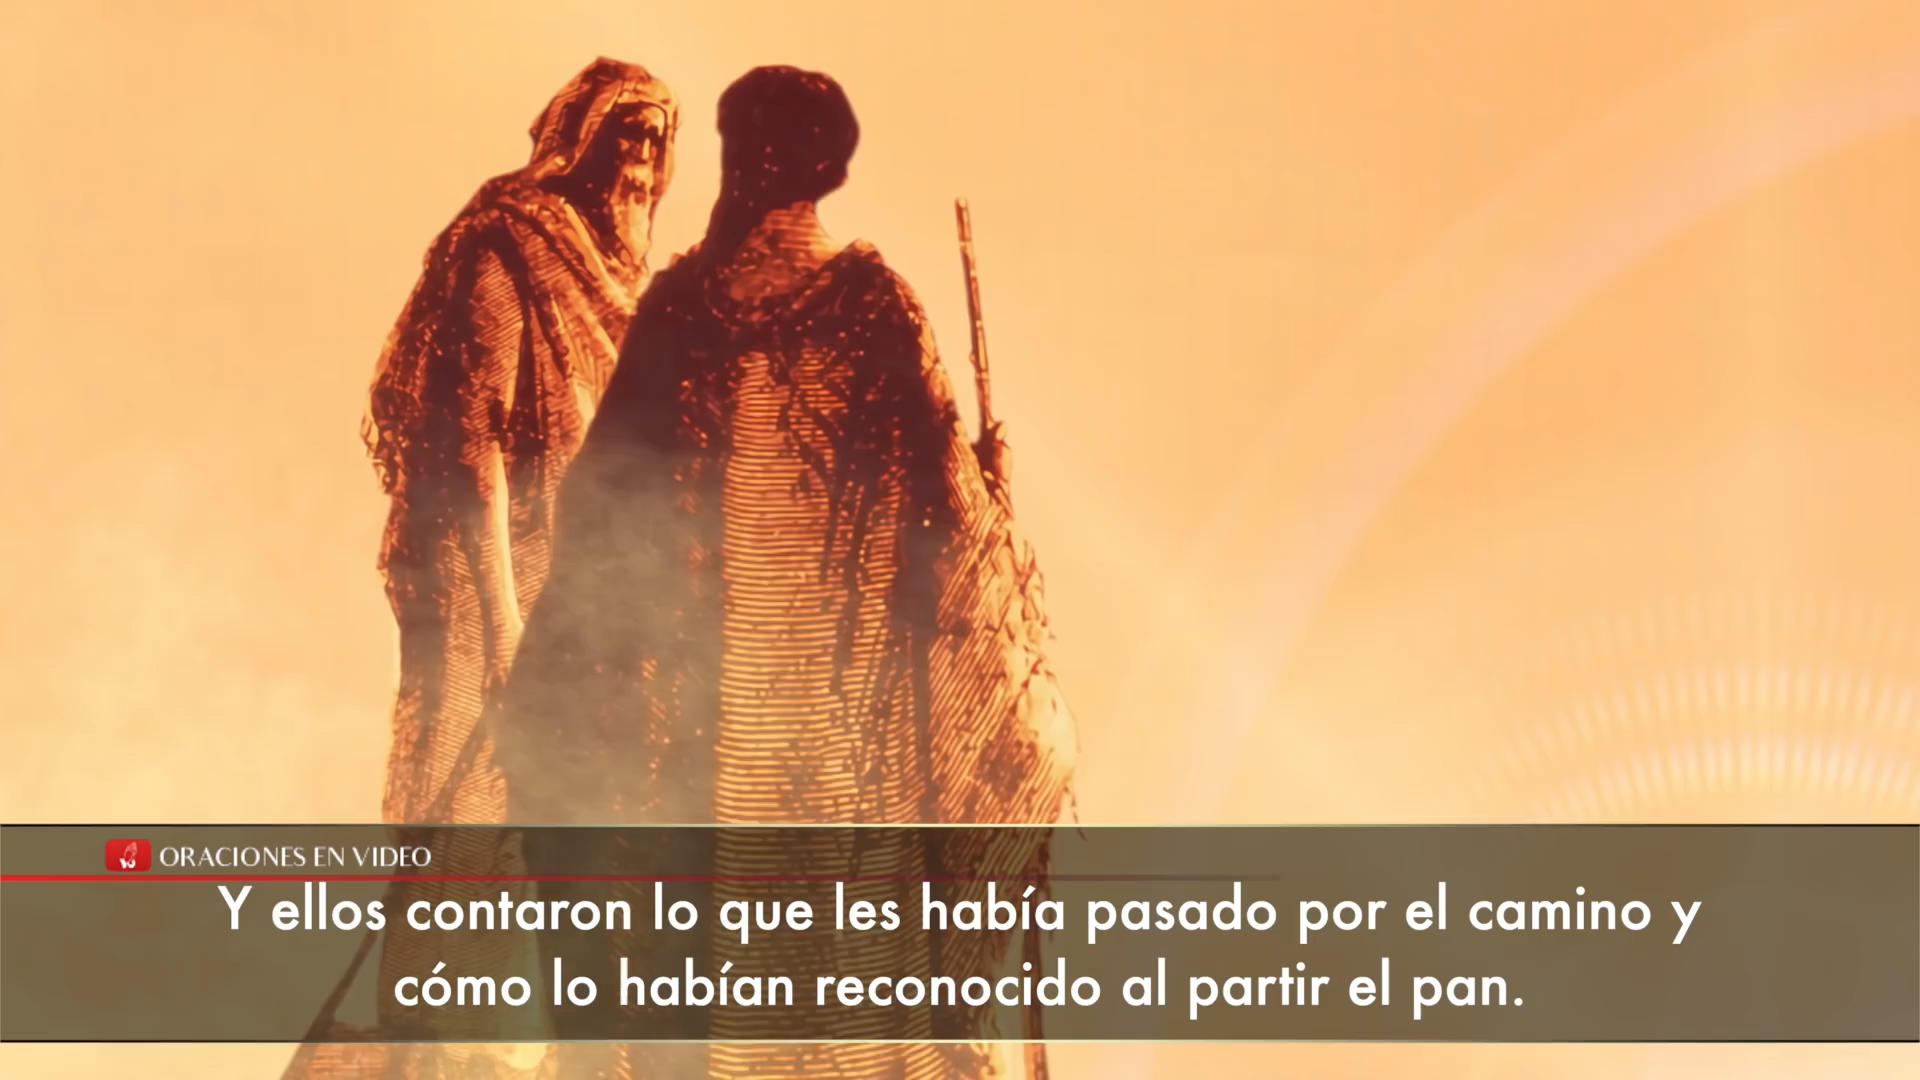 ORACIONES EN VIDEO
Y ellos contaron lo que les había pasado por el camino y
cómo lo habían reconocido al partir el pan.